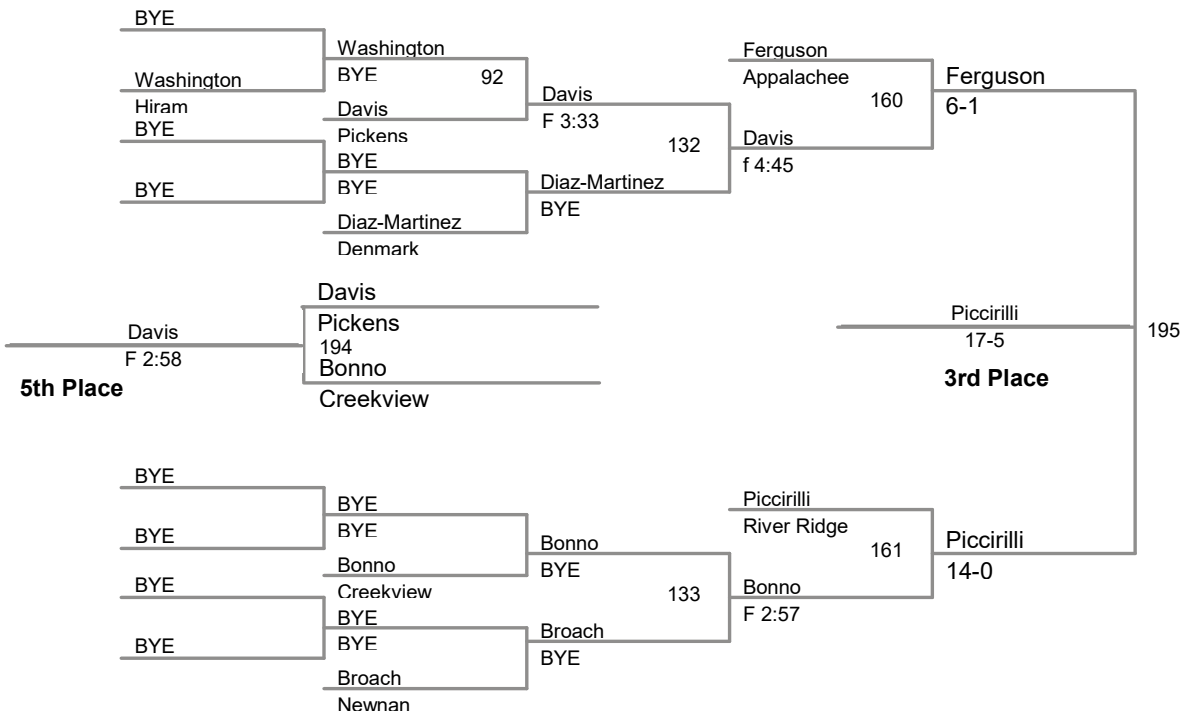 BYE
Washington
Hiram
BYE
BYE
Washington
BYE
92
Davis
Pickens
BYE
BYE
Diaz-Martinez
Denmark
Davis
F 3:33
132
Diaz-Martinez
BYE
Ferguson
Appalachee
160
Davis
f 4:45
Ferguson
6-1
Davis
F 2:58
5th Place
Davis
Pickens
194
Bonno
Creekview
Piccirilli
17-5
3rd Place
195
BYE
BYE
BYE
BYE
BYE
BYE
Bonno
Creekview
BYE
BYE
Broach
Newnan
Bonno
BYE
133
Broach
BYE
Piccirilli
River Ridge
161
Bonno
F 2:57
Piccirilli
14-0